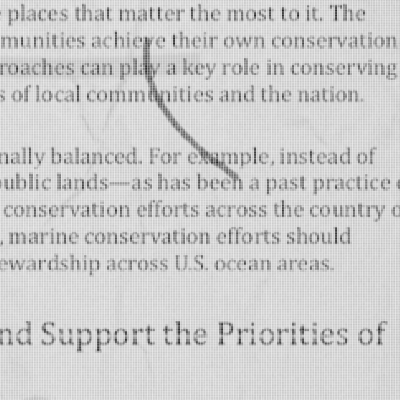 places that matter the most to it. The
munities achieve their own conservation
roaches can play a key role in conserving
s of local communities and the nation.
nally balanced. For example, instead of
public lands—as has been a past practice
conservation efforts across the country o
, marine conservation efforts should
ewardship across U.S. ocean areas.
nd Support the Priorities of